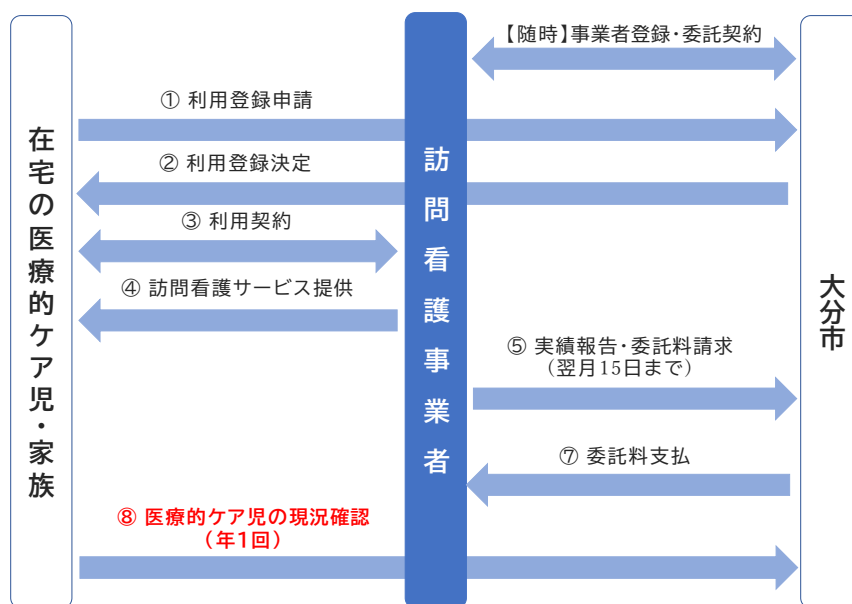 【随時】事業者登録・委託契約
① 利用登録申請
② 利用登録決定
③ 利用契約
④ 訪問看護サービス提供
⑤ 実績報告・委託料請求
(翌月15日まで)
⑦ 委託料支払
⑧ 医療的ケア児の現況確認
(年1回)
在宅の医療的ケア児・家族
訪問看護事業者
大分市